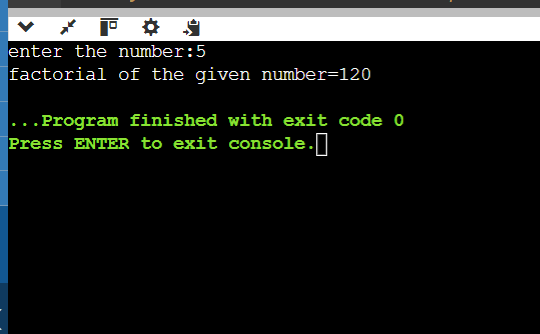 enter the number:5
factorial of the given number=120
...Program finished with exit code 0
Press ENTER to exit console.